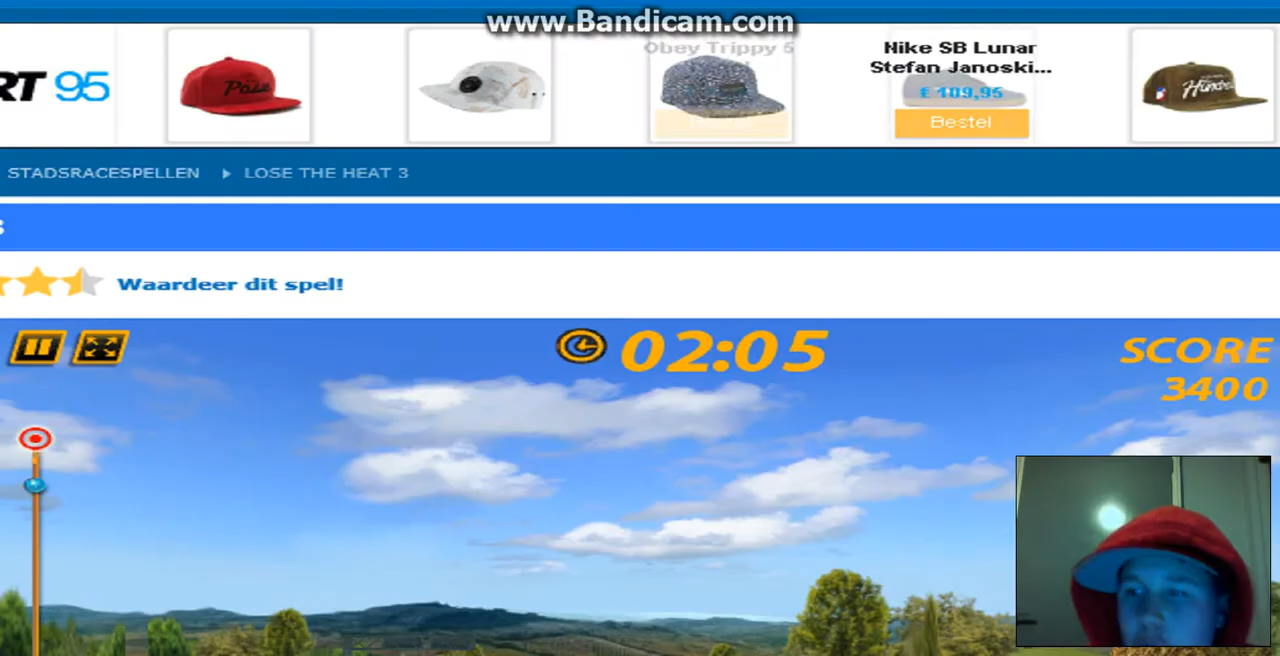 www.Bandicam.com
RT 95
Obey Trippy 5
Nike SB Lunar
Stefan Janoski...
€ 109,95
Bestel
STADSRACESPELLEN
LOSE THE HEAT 3
Waardeer dit spel!
02:05
SCORE
3400